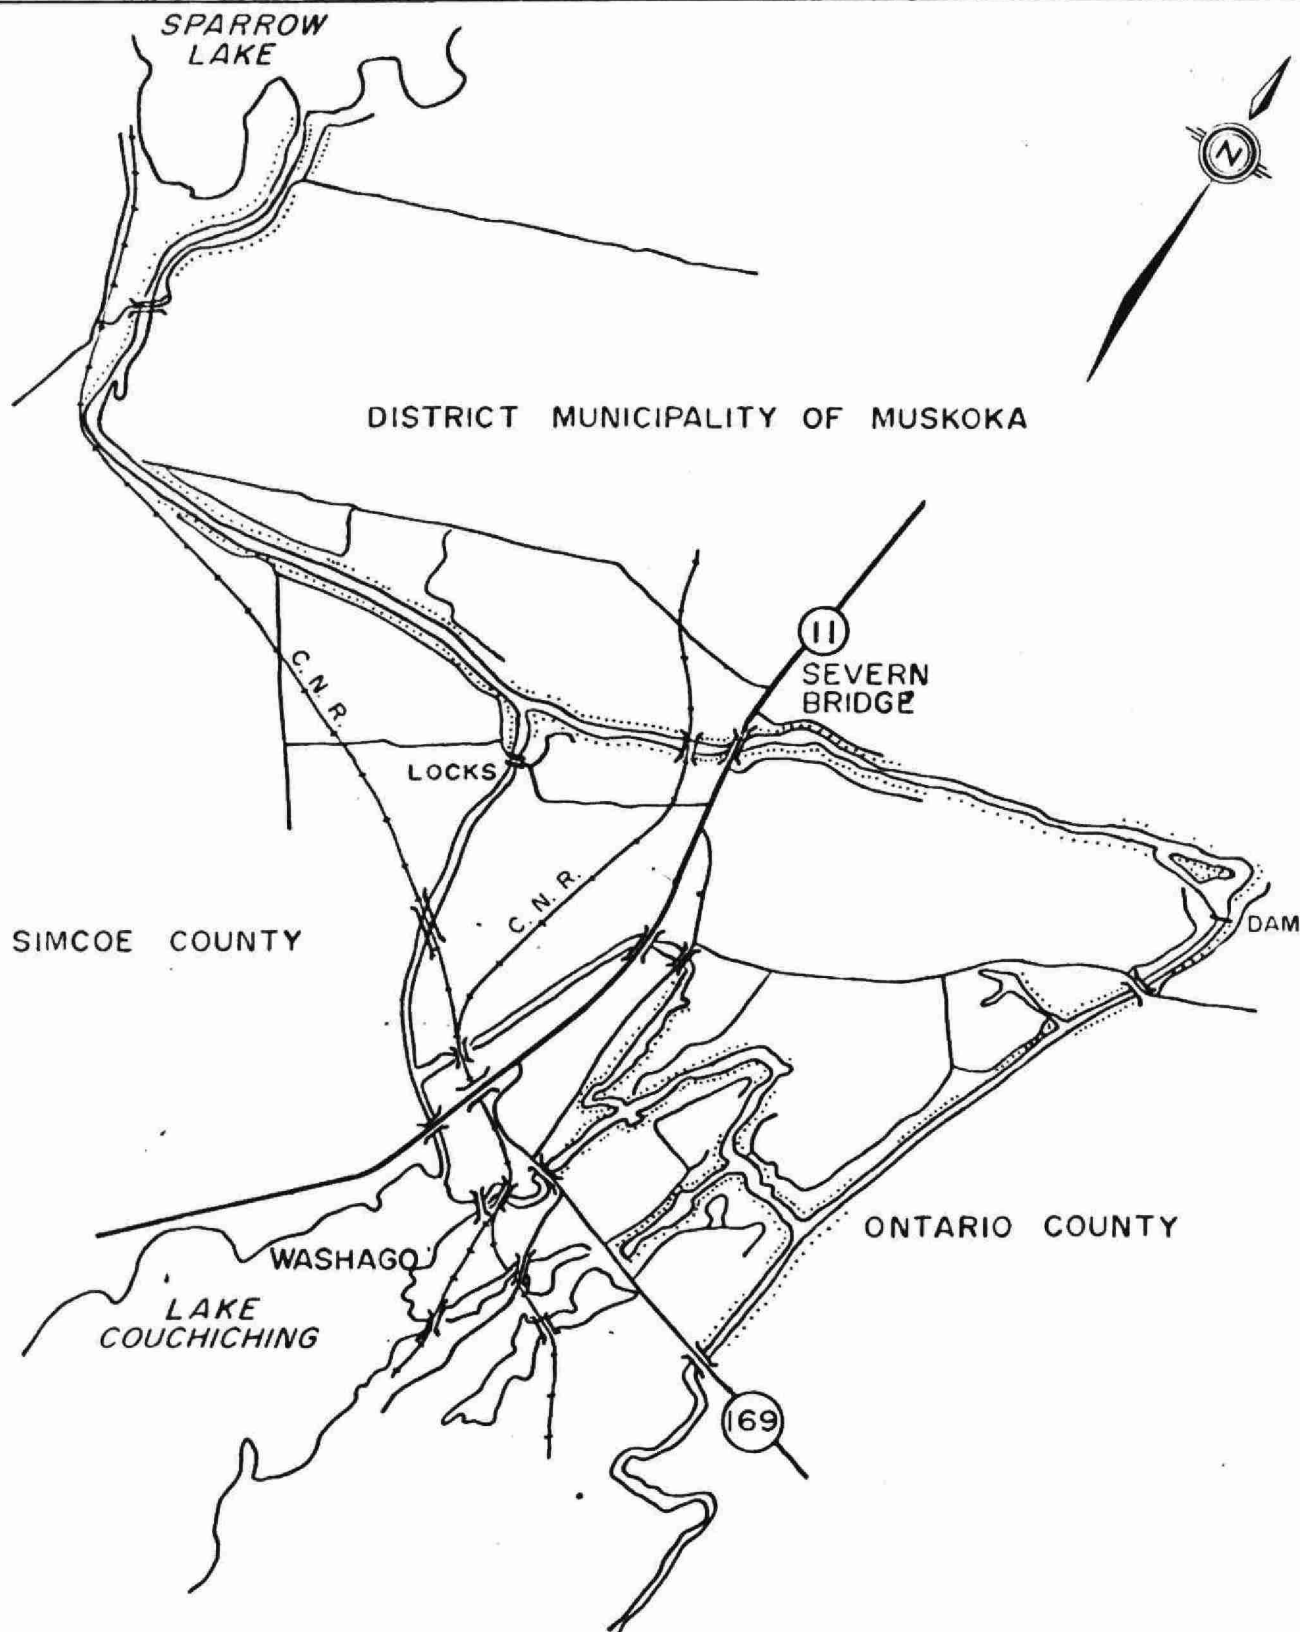 SPARROW
LAKE
N
DISTRICT MUNICIPALITY OF MUSKOKA
11
SEVERN
BRIDGE
C. N. R.
LOCKS
C. N. R.
SIMCOE COUNTY
DAM
ONTARIO COUNTY
WASHAGO
LAKE
COUCHICHING
169